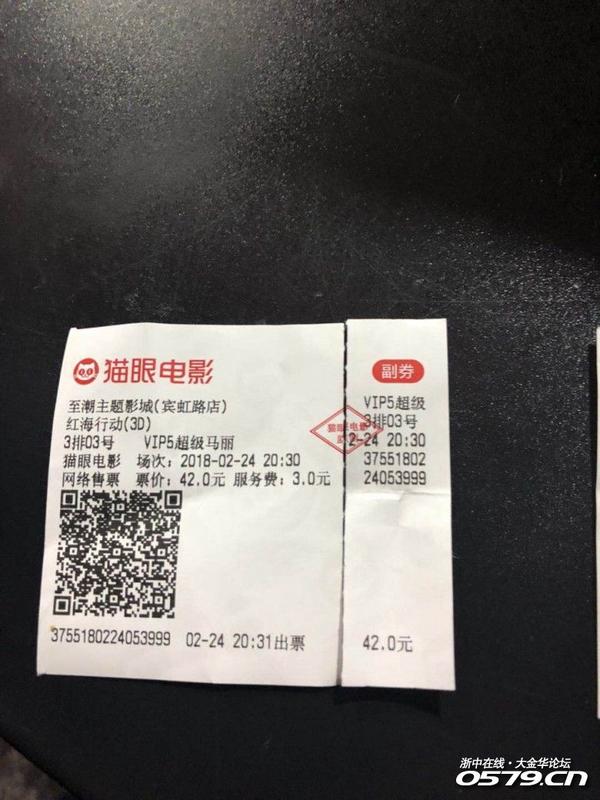 猫眼电影
至潮主题影城(宾虹路店)
红海行动(3D)
3排03号 VIP5超级马丽
猫眼电影 场次: 2018-02-24 20:30
网络售票 票价: 42.0元 服务费: 3.0元
3755180224053999 02-24 20:31出票
副券
VIP5超级
3排03号
2-24 20:30
37551802
24053999
42.0元
猫眼电影
浙中在线·大金华论坛
0579.cn